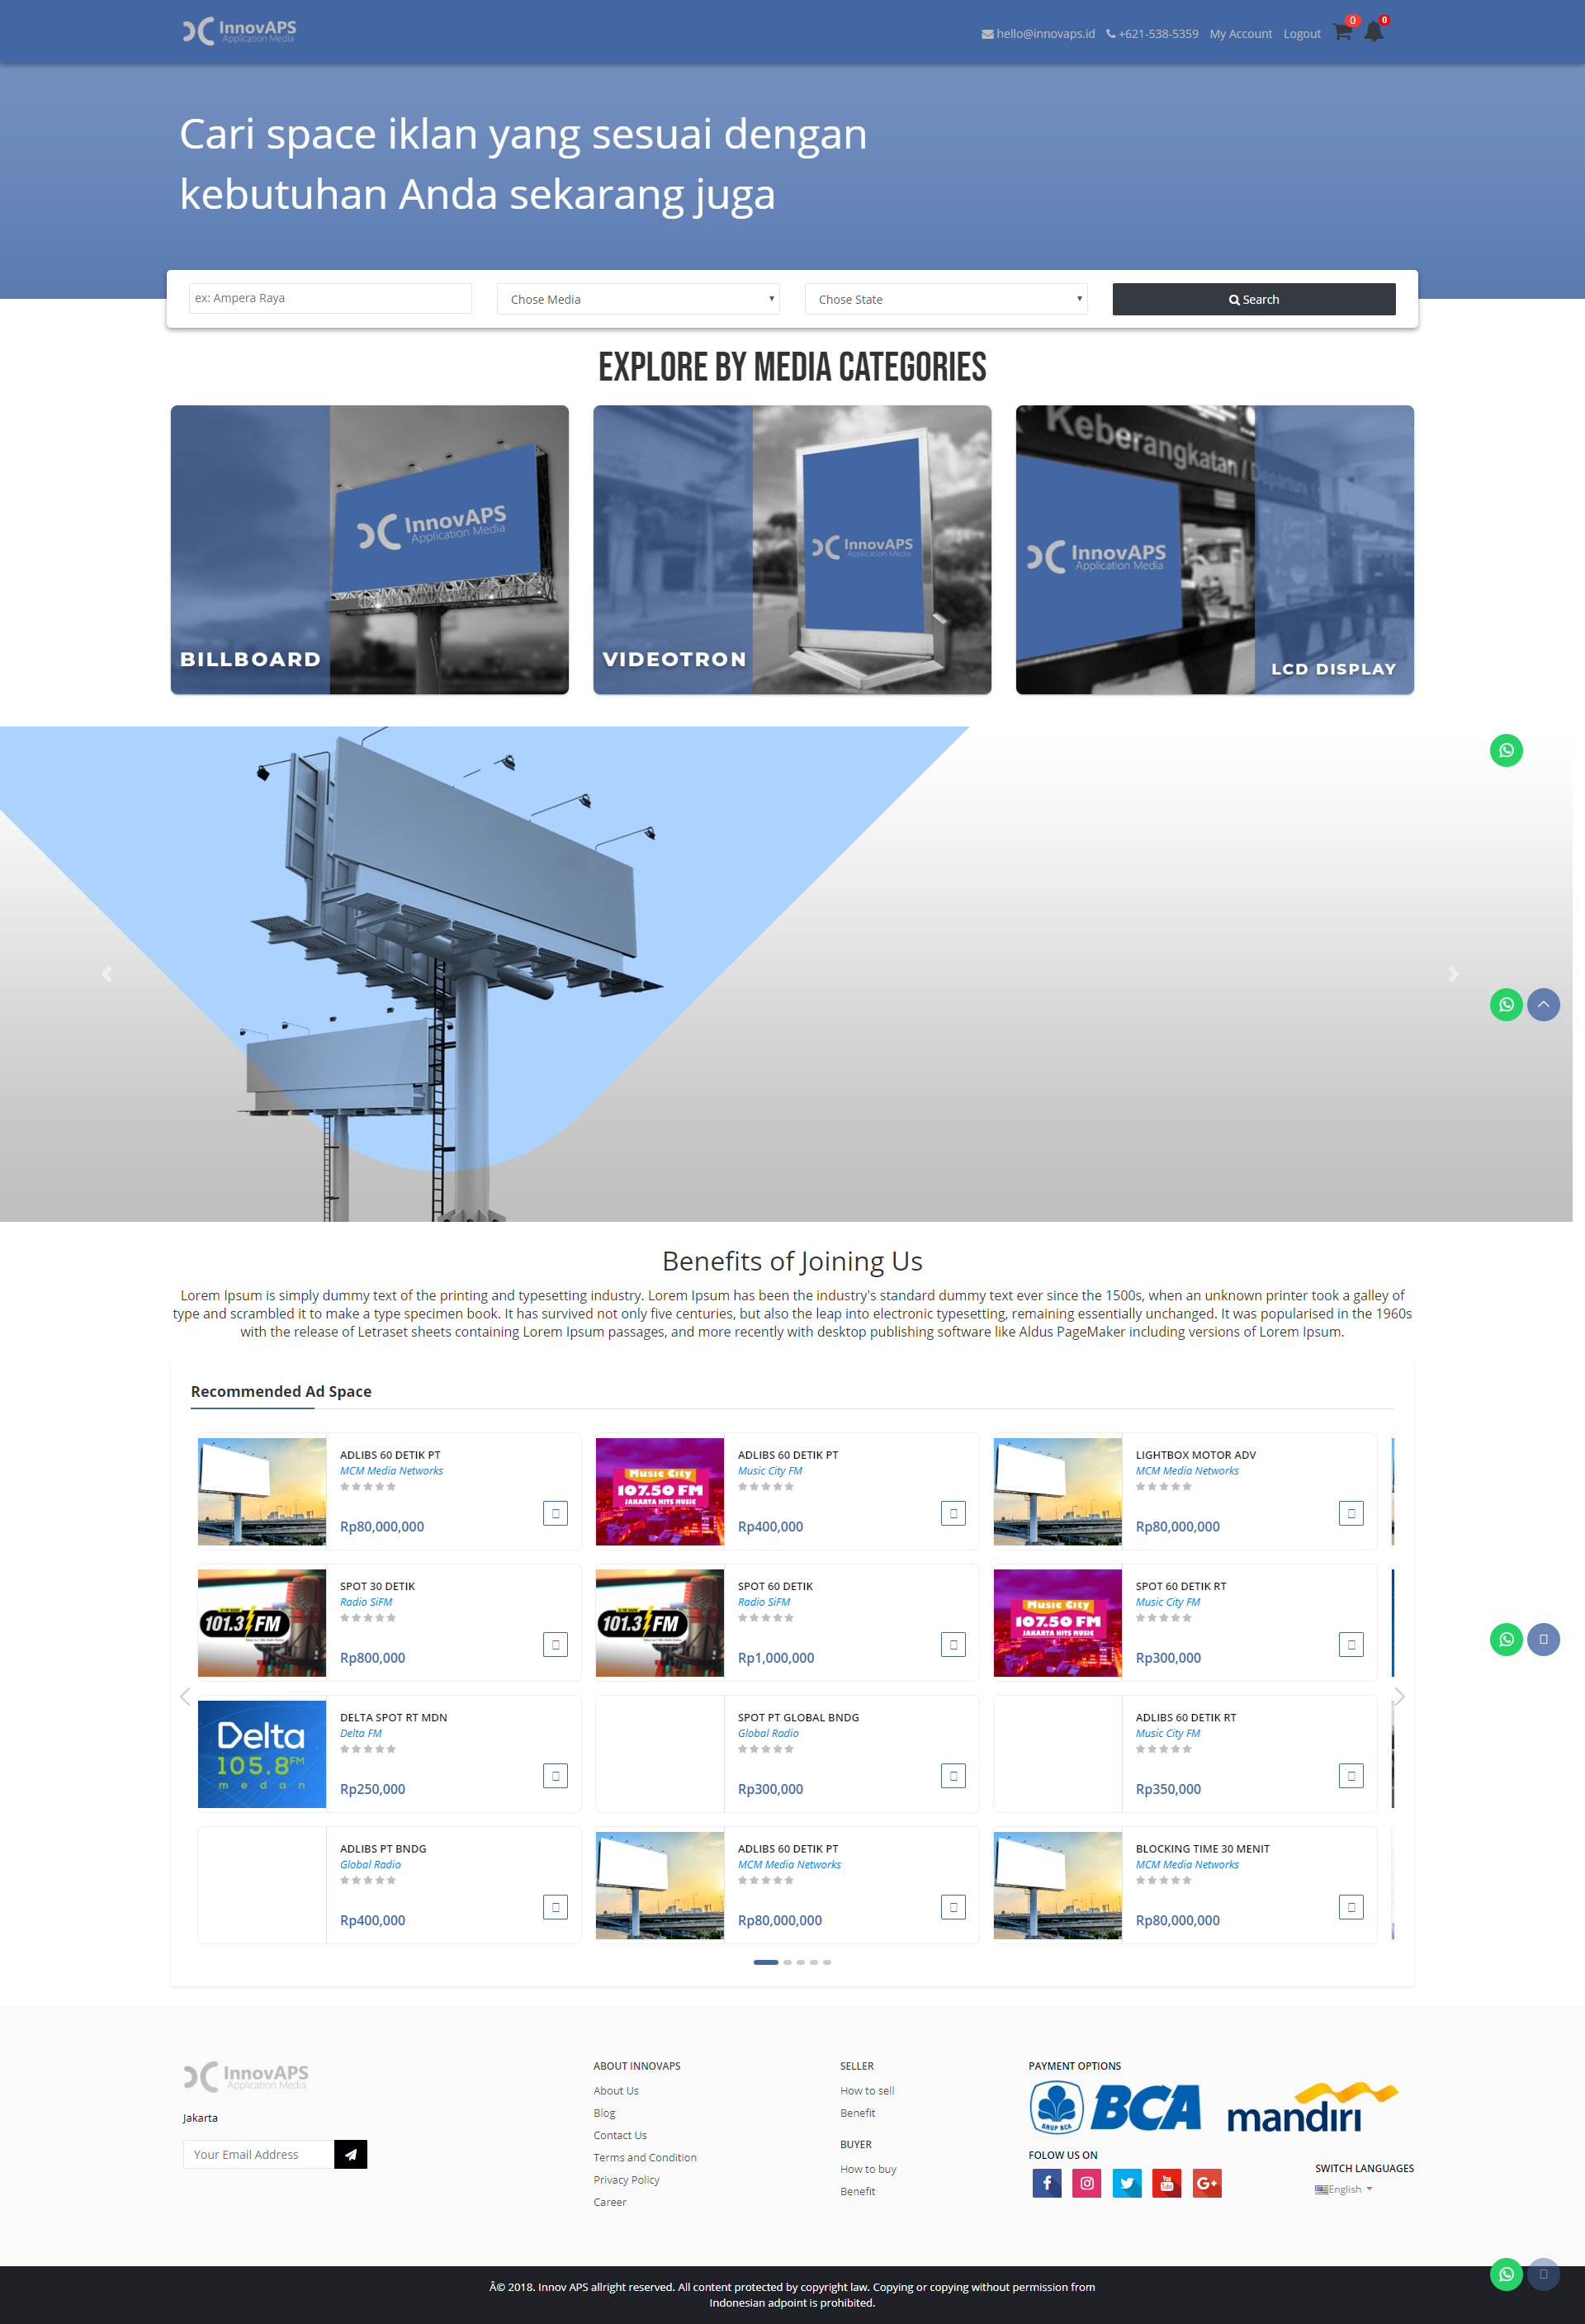 InnovAPS
Application Media
hello@innovaps.id +621-538-5359 My Account Logout 0 0
Cari space iklan yang sesuai dengan
kebutuhan Anda sekarang juga
ex: Ampera Raya Chose Media Chose State Search
EXPLORE BY MEDIA CATEGORIES
InnovAPS
Application Media
BILLBOARD
InnovAPS
Application Media
VIDEOTRON
Keberangkatan / Departure
InnovAPS
Application Media
LCD DISPLAY
Benefits of Joining Us
Lorem Ipsum is simply dummy text of the printing and typesetting industry. Lorem Ipsum has been the industry's standard dummy text ever since the 1500s, when an unknown printer took a galley of
type and scrambled it to make a type specimen book. It has survived not only five centuries, but also the leap into electronic typesetting, remaining essentially unchanged. It was popularised in the 1960s
with the release of Letraset sheets containing Lorem Ipsum passages, and more recently with desktop publishing software like Aldus PageMaker including versions of Lorem Ipsum.
Recommended Ad Space
ADLIBS 60 DETIK PT
MCM Media Networks
Rp80,000,000
Music City
107.50 FM
JAKARTA HITS MUSIC
ADLIBS 60 DETIK PT
Music City FM
Rp400,000
LIGHTBOX MOTOR ADV
MCM Media Networks
Rp80,000,000
101.3 FM
SPOT 30 DETIK
Radio SiFM
Rp800,000
101.3 FM
SPOT 60 DETIK
Radio SiFM
Rp1,000,000
Music City
107.50 FM
JAKARTA HITS MUSIC
SPOT 60 DETIK RT
Music City FM
Rp300,000
Delta
105.8 FM
medan
DELTA SPOT RT MDN
Delta FM
Rp250,000
SPOT PT GLOBAL BNDG
Global Radio
Rp300,000
ADLIBS 60 DETIK RT
Music City FM
Rp350,000
ADLIBS PT BNDG
Global Radio
Rp400,000
ADLIBS 60 DETIK PT
MCM Media Networks
Rp80,000,000
BLOCKING TIME 30 MENIT
MCM Media Networks
Rp80,000,000
InnovAPS
Application Media
Jakarta
Your Email Address
ABOUT INNOVAPS
About Us
Blog
Contact Us
Terms and Condition
Privacy Policy
Career
SELLER
How to sell
Benefit
BUYER
How to buy
Benefit
PAYMENT OPTIONS
GRUP BCA BCA mandiri
FOLOW US ON
You Tube G+
SWITCH LANGUAGES
English
Â© 2018. Innov APS allright reserved. All content protected by copyright law. Copying or copying without permission from
Indonesian adpoint is prohibited.